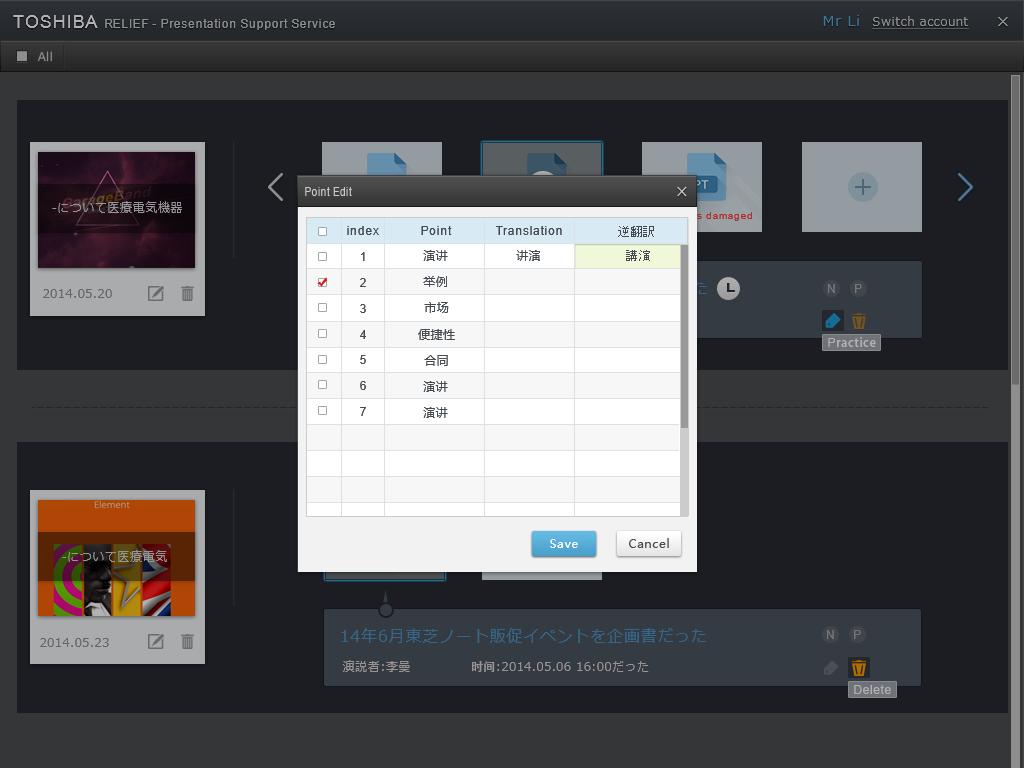 TOSHIBA RELIEF - Presentation Support Service
Mr Li Switch account
All
-について医療電気機器
2014.05.20
PT
s damaged
N P
Practice
Point Edit
index Point Translation 逆翻訳
1 演讲 讲演 講演
2 举例
3 市场
4 便捷性
5 合同
6 演讲
7 演讲
Save Cancel
Element
-について医療電気
2014.05.23
14年6月東芝ノート販促イベントを企画書だった
N P
演説者:李曼 时间:2014.05.06 16:00だった
Delete